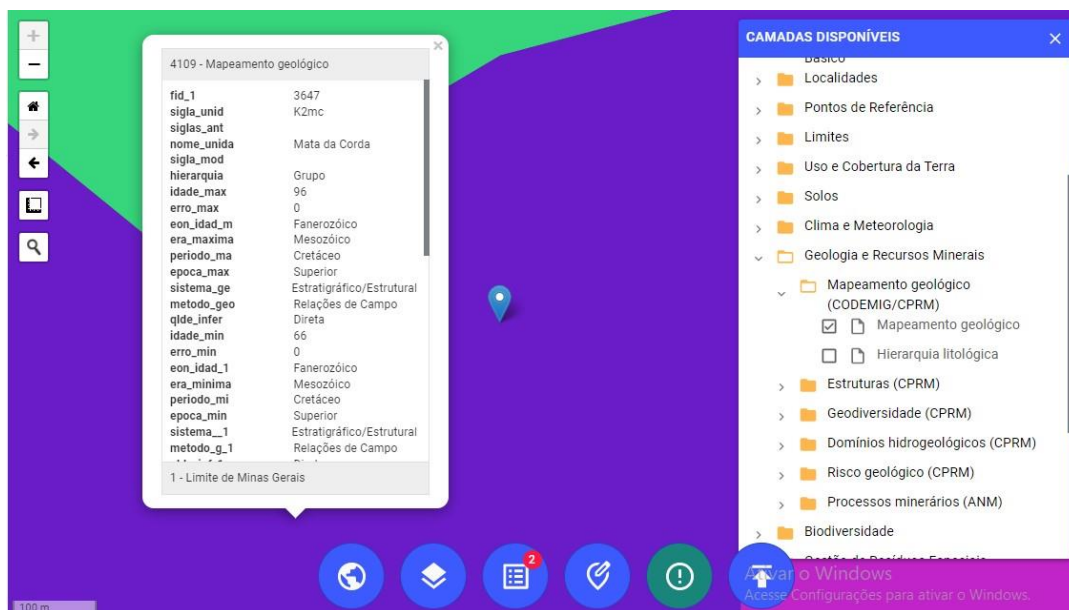 4109 - Mapeamento geológico
fid_1 3647
sigla_unid K2mc
siglas_ant
nome_unida Mata da Corda
sigla_mod
hierarquia Grupo
idade_max 96
erro_max 0
eon_idad_m Fanerozóico
era_maxima Mesozóico
periodo_ma Cretáceo
epoca_max Superior
sistema_ge Estratigráfico/Estrutural
metodo_geo Relações de Campo
qlde_infer Direta
idade_min 66
erro_min 0
eon_idad_1 Fanerozóico
era_minima Mesozóico
periodo_mi Cretáceo
epoca_min Superior
sistema__1 Estratigráfico/Estrutural
metodo_g_1 Relações de Campo
1 - Limite de Minas Gerais
CAMADAS DISPONÍVEIS
Básico
Localidades
Pontos de Referência
Limites
Uso e Cobertura da Terra
Solos
Clima e Meteorologia
Geologia e Recursos Minerais
Mapeamento geológico
(CODEMIG/CPRM)
Mapeamento geológico
Hierarquia litológica
Estruturas (CPRM)
Geodiversidade (CPRM)
Domínios hidrogeológicos (CPRM)
Risco geológico (CPRM)
Processos minerários (ANM)
Biodiversidade
2
Ativar o Windows
Acesse Configurações para ativar o Windows.
100 m